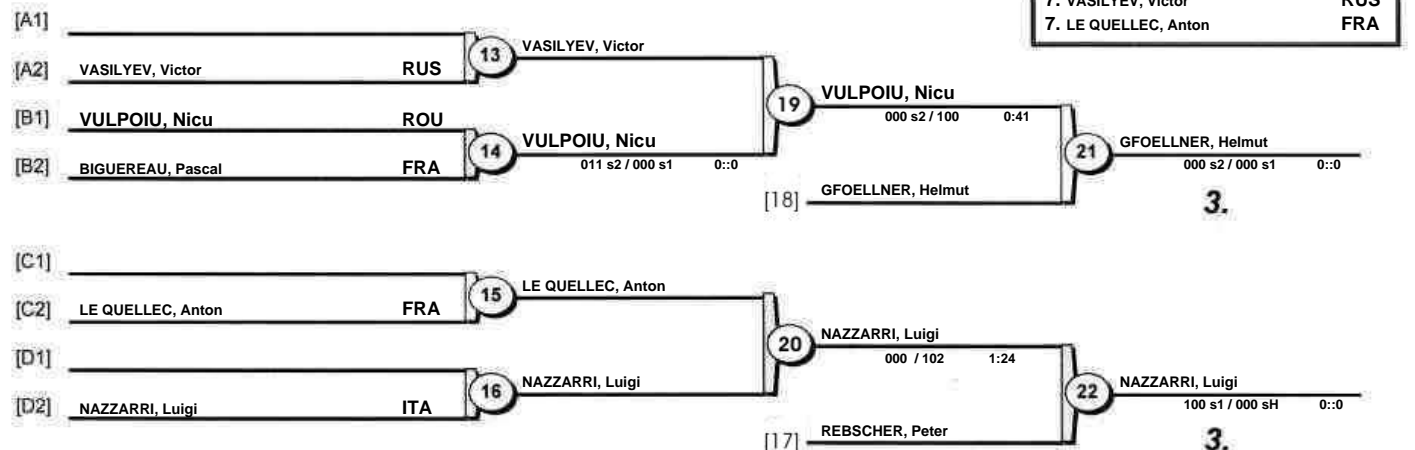 7. VASILYEV, Victor RUS
7. LE QUELLEC, Anton FRA
[A1]
13 VASILYEV, Victor
[A2] VASILYEV, Victor RUS
19 VULPOIU, Nicu
000 s2 / 100 0:41
[B1] VULPOIU, Nicu ROU
14 VULPOIU, Nicu
011 s2 / 000 s1 0::0
[B2] BIGUEREAU, Pascal FRA
21 GFOELLNER, Helmut
000 s2 / 000 s1 0::0
[18] GFOELLNER, Helmut
3.
[C1]
15 LE QUELLEC, Anton
[C2] LE QUELLEC, Anton FRA
20 NAZZARRI, Luigi
000 / 102 1:24
[D1]
16 NAZZARRI, Luigi
[D2] NAZZARRI, Luigi ITA
22 NAZZARRI, Luigi
100 s1 / 000 sH 0::0
[17] REBSCHER, Peter
3.